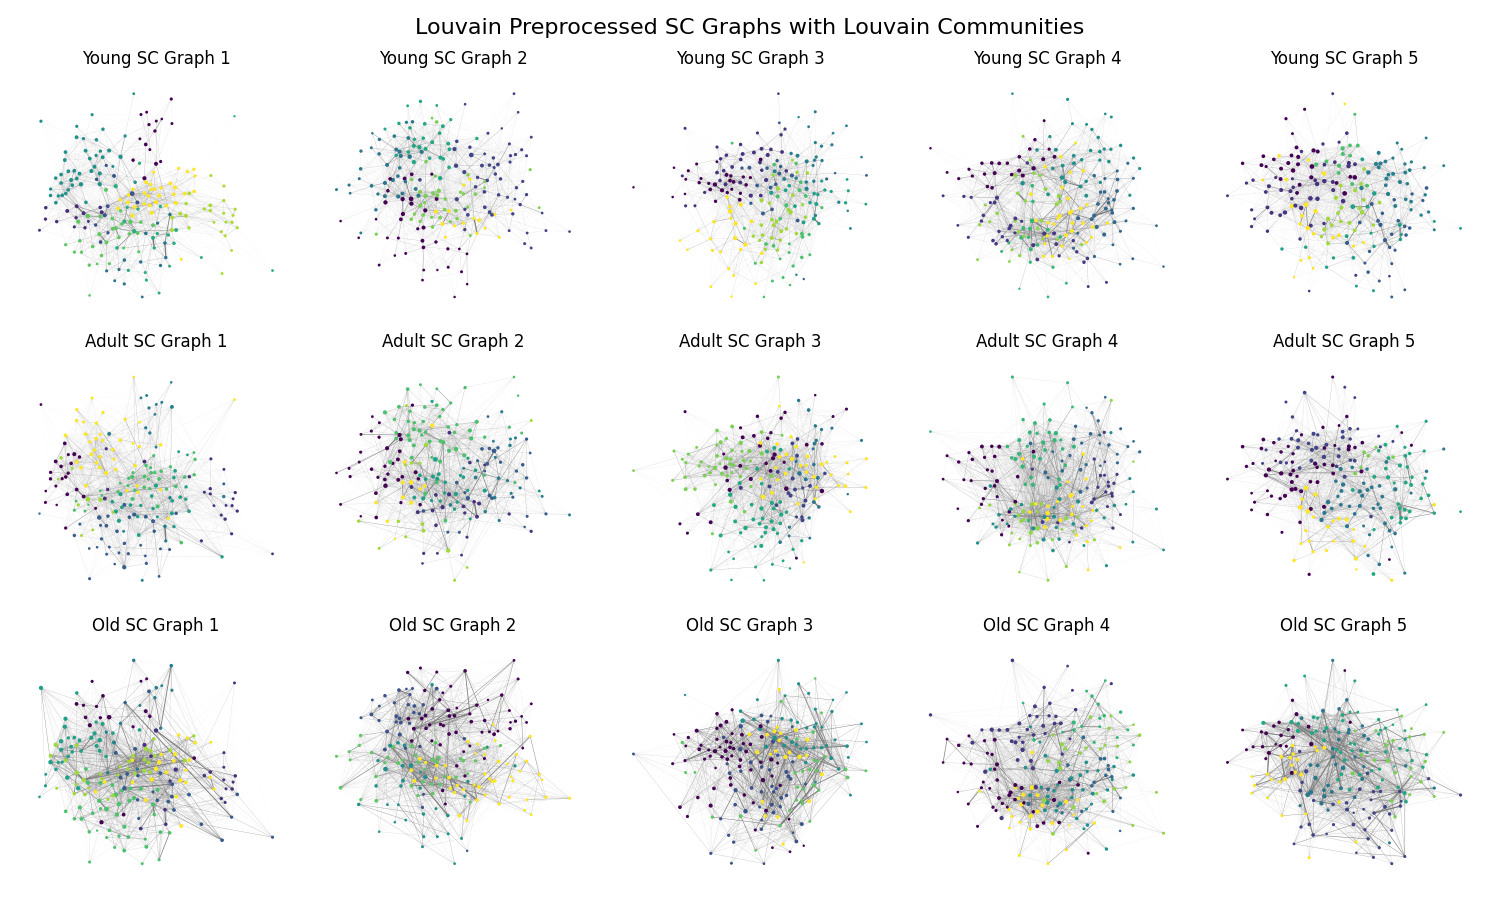 Louvain Preprocessed SC Graphs with Louvain Communities
Young SC Graph 1
Young SC Graph 2
Young SC Graph 3
Young SC Graph 4
Young SC Graph 5
Adult SC Graph 1
Adult SC Graph 2
Adult SC Graph 3
Adult SC Graph 4
Adult SC Graph 5
Old SC Graph 1
Old SC Graph 2
Old SC Graph 3
Old SC Graph 4
Old SC Graph 5